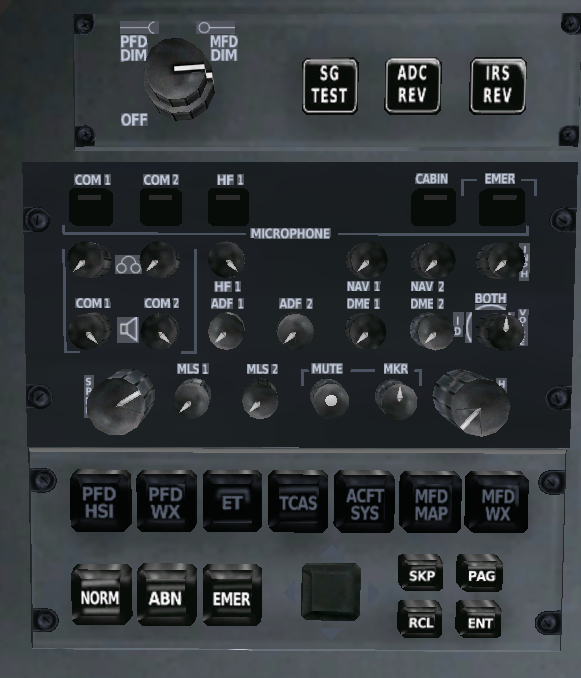 PFD DIM
MFD DIM
OFF
SG TEST
ADC REV
IRS REV
COM 1 COM 2 HF 1 CABIN EMER
MICROPHONE
HF 1 NAV 1 NAV 2
COM 1 COM 2 ADF 1 ADF 2 DME 1 DME 2 BOTH
MLS 1 MLS 2 MUTE MKR
PFD HSI
PFD WX
ET
TCAS
ACFT SYS
MFD MAP
MFD WX
NORM ABN EMER
SKP PAG
RCL ENT